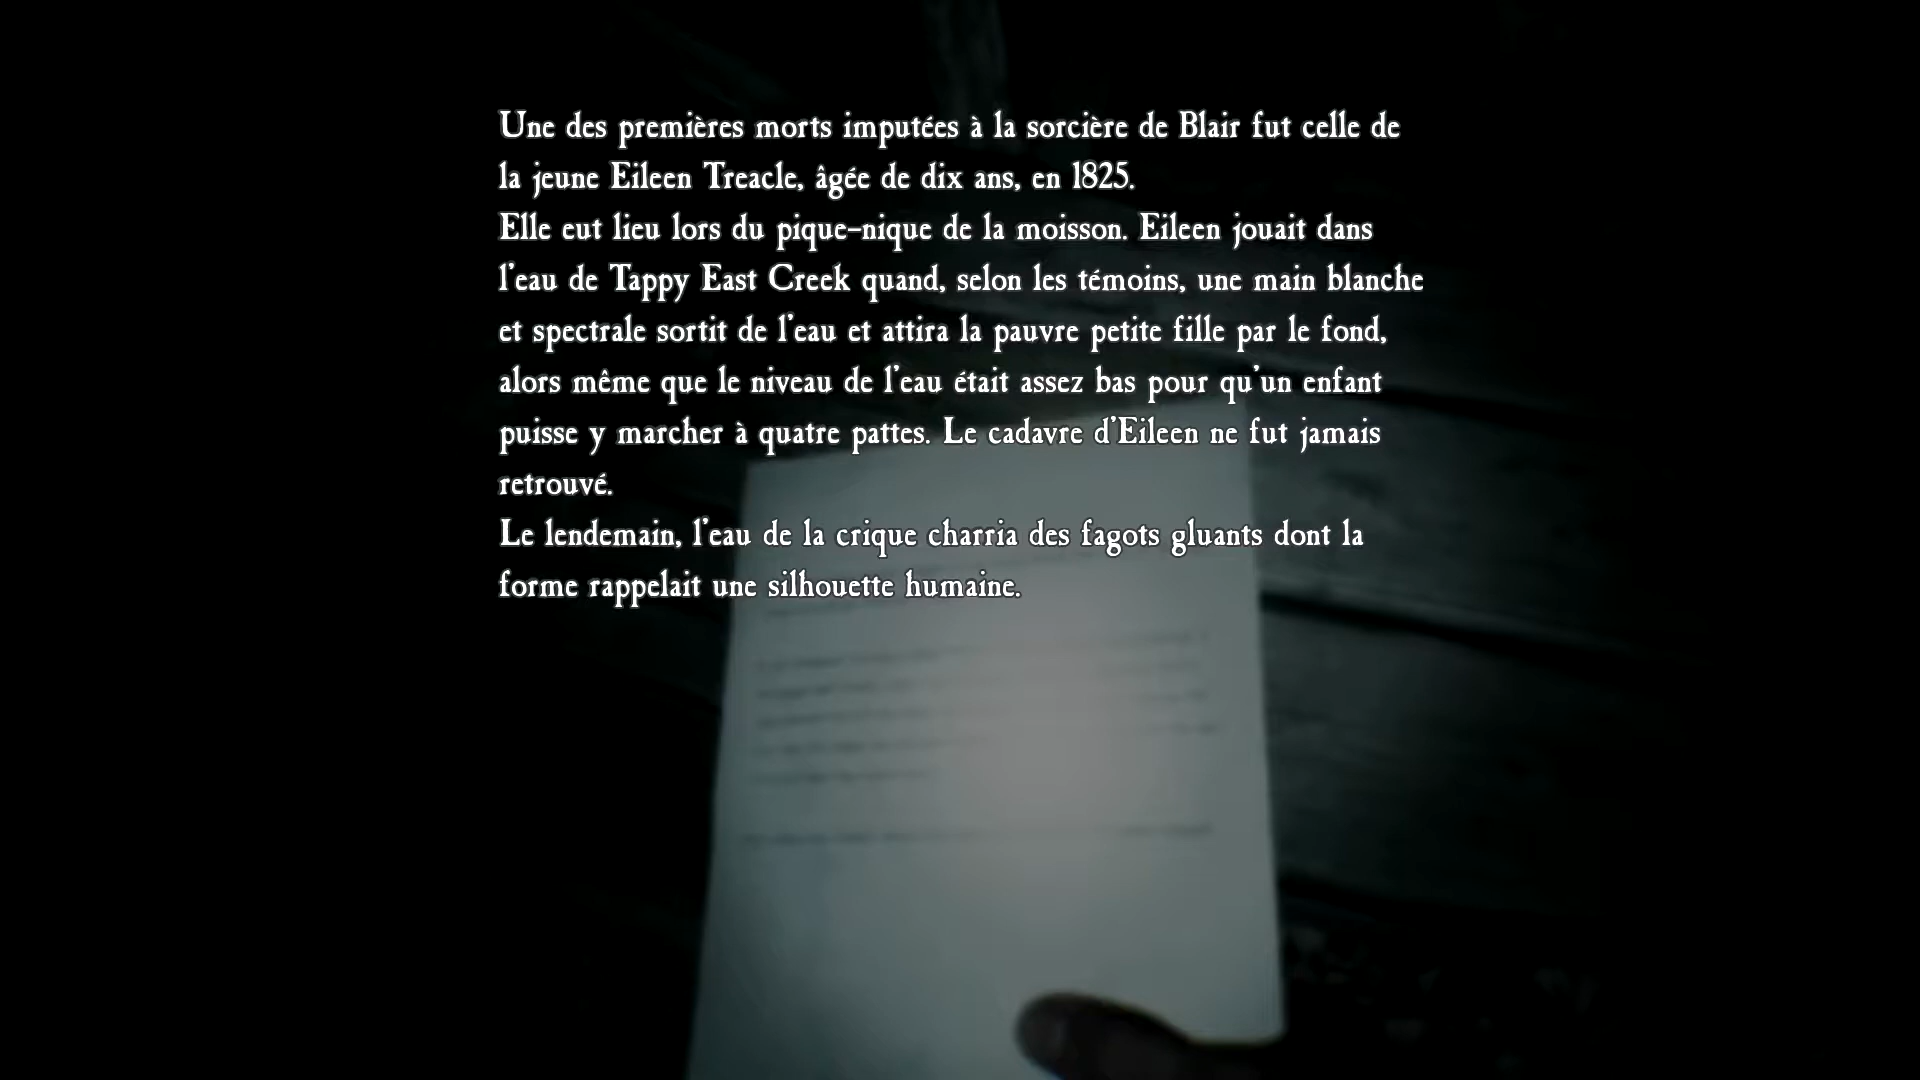 Une des premières morts imputées à la sorcière de Blair fut celle de
la jeune Eileen Treacle, âgée de dix ans, en 1825.
Elle eut lieu lors du pique-nique de la moisson. Eileen jouait dans
l'eau de Tappy East Creek quand, selon les témoins, une main blanche
et spectrale sortit de l'eau et attira la pauvre petite fille par le fond,
alors même que le niveau de l'eau était assez bas pour qu'un enfant
puisse y marcher à quatre pattes. Le cadavre d'Eileen ne fut jamais
retrouvé.
Le lendemain, l'eau de la crique charria des fagots gluants dont la
forme rappelait une silhouette humaine.